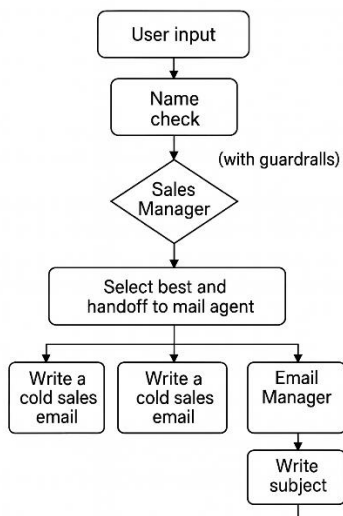 User input
Name
check
(with guardralls)
Sales
Manager
Select best and
handoff to mail agent
Write a
cold sales
email
Write a
cold sales
email
Email
Manager
Write
subject